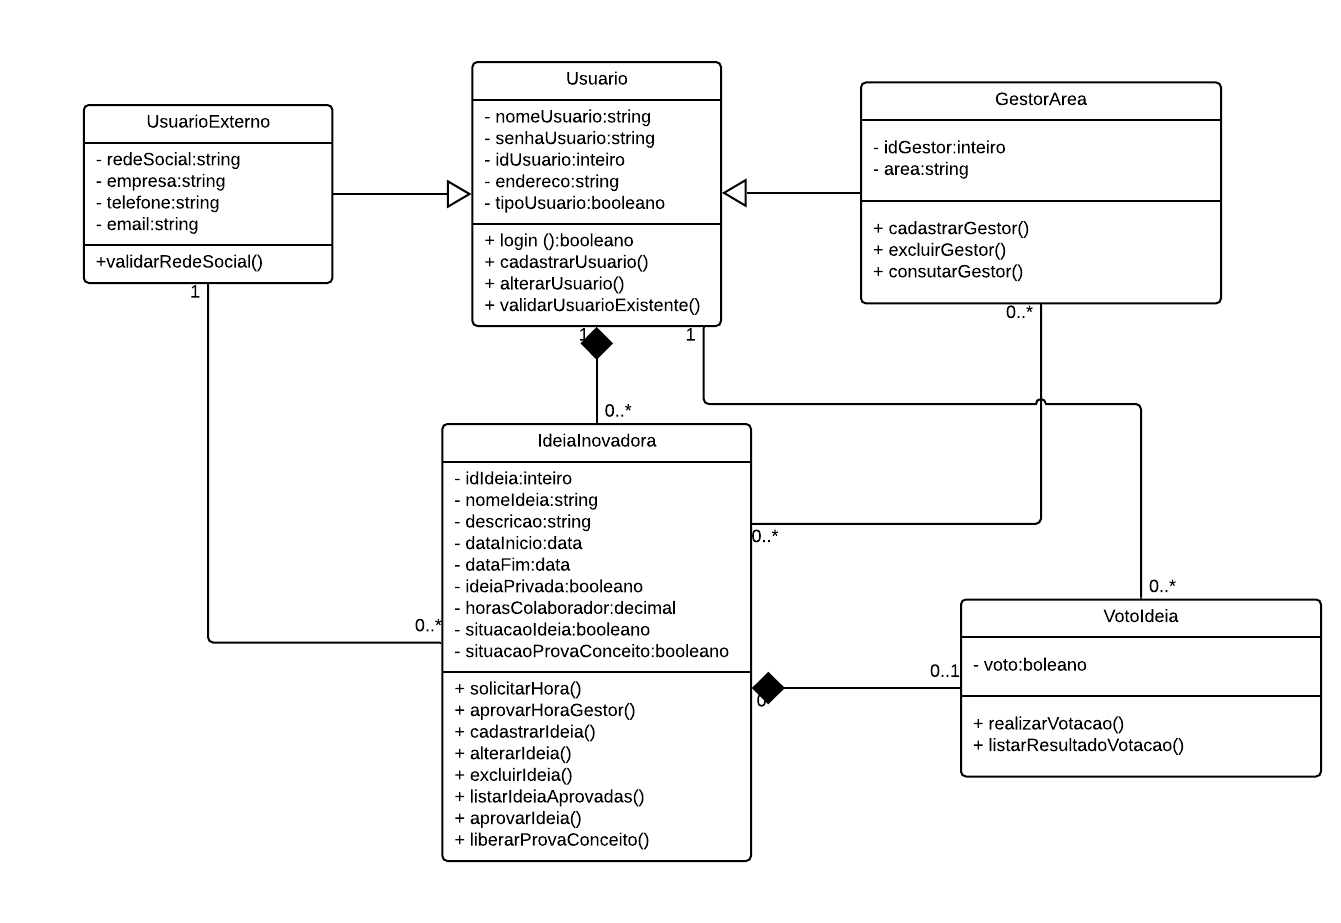 UsuarioExterno
- redeSocial:string
- empresa:string
- telefone:string
- email:string
+validarRedeSocial()
1
Usuario
- nomeUsuario:string
- senhaUsuario:string
- idUsuario:inteiro
- endereco:string
- tipoUsuario:booleano
+ login ():booleano
+ cadastrarUsuario()
+ alterarUsuario()
+ validarUsuarioExistente()
1
1
GestorArea
- idGestor:inteiro
- area:string
+ cadastrarGestor()
+ excluirGestor()
+ consutarGestor()
0..*
0..*
IdeiaInovadora
- idIdeia:inteiro
- nomeIdeia:string
- descricao:string
- dataInicio:data
- dataFim:data
- ideiaPrivada:booleano
- horasColaborador:decimal
- situacaoIdeia:booleano
- situacaoProvaConceito:booleano
+ solicitarHora()
+ aprovarHoraGestor()
+ cadastrarIdeia()
+ alterarIdeia()
+ excluirIdeia()
+ listarIdeiaAprovadas()
+ aprovarIdeia()
+ liberarProvaConceito()
0..*
0..*
0..*
0..1
VotoIdeia
- voto:boleano
+ realizarVotacao()
+ listarResultadoVotacao()